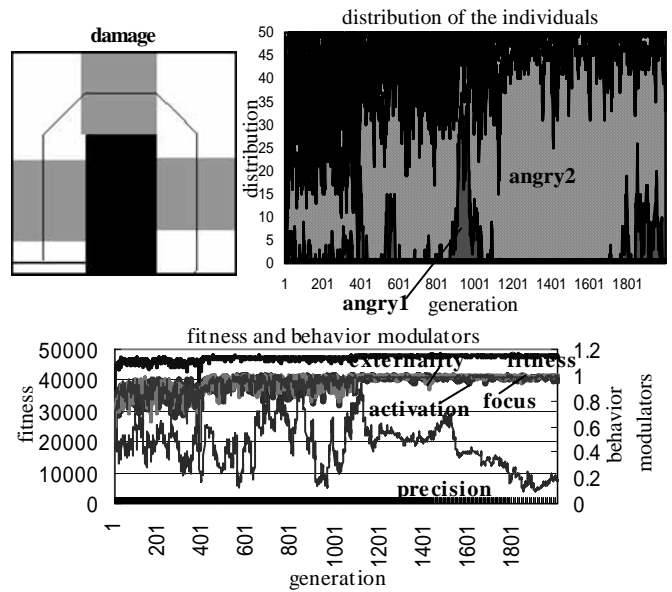 damage
distribution of the individuals
distribution
50
45
40
35
30
25
20
15
10
5
0
angry2
1 201 401 601 801 1001 1201 1401 1601 1801
angry1
generation
fitness and behavior modulators
fitness
50000
40000
30000
20000
10000
0
externality
fitness
activation
focus
precision
1.2
1
0.8
0.6
0.4
0.2
0
behavior
modulators
1 201 401 601 801 1001 1201 1401 1601 1801
generation